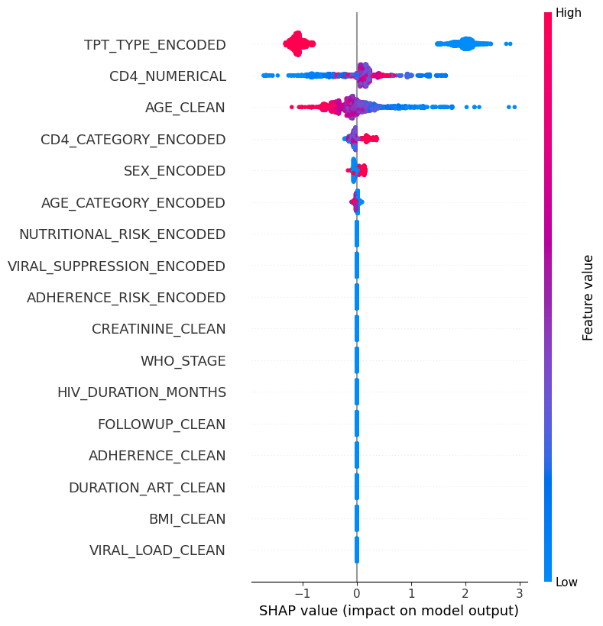 High
TPT_TYPE_ENCODED
CD4_NUMERICAL
AGE_CLEAN
CD4_CATEGORY_ENCODED
SEX_ENCODED
AGE_CATEGORY_ENCODED
NUTRITIONAL_RISK_ENCODED
VIRAL_SUPPRESSION_ENCODED
ADHERENCE_RISK_ENCODED
CREATININE_CLEAN
WHO_STAGE
HIV_DURATION_MONTHS
FOLLOWUP_CLEAN
ADHERENCE_CLEAN
DURATION_ART_CLEAN
BMI_CLEAN
VIRAL_LOAD_CLEAN
Feature value
Low
−1 0 1 2 3
SHAP value (impact on model output)